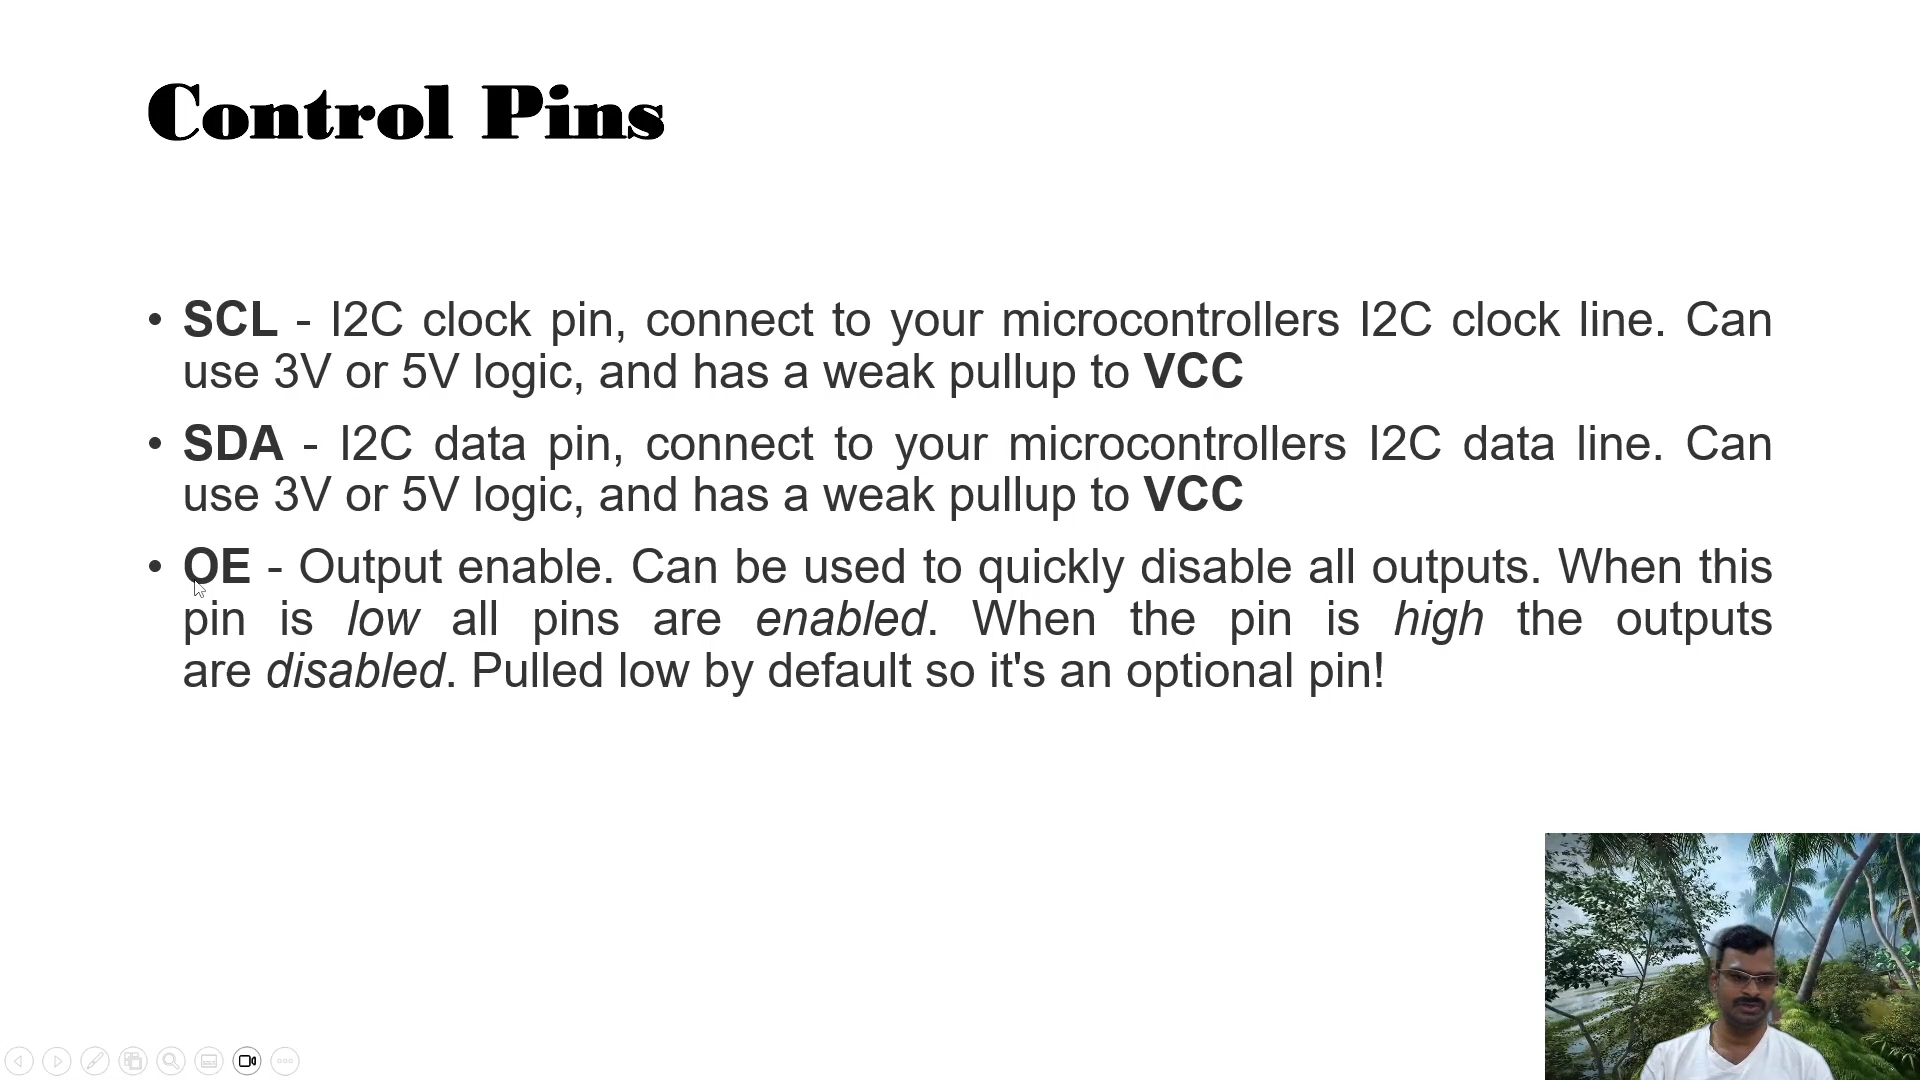 Control Pins
• SCL - I2C clock pin, connect to your microcontrollers I2C clock line. Can
use 3V or 5V logic, and has a weak pullup to VCC
• SDA - I2C data pin, connect to your microcontrollers I2C data line. Can
use 3V or 5V logic, and has a weak pullup to VCC
• OE - Output enable. Can be used to quickly disable all outputs. When this
pin is low all pins are enabled. When the pin is high the outputs
are disabled. Pulled low by default so it's an optional pin!